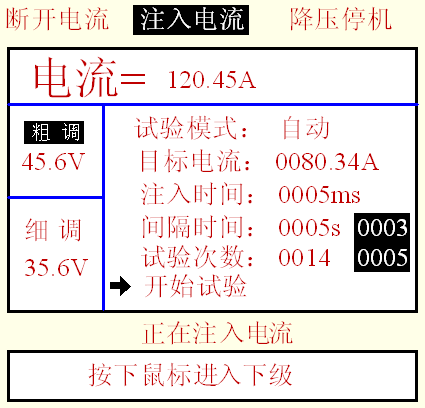 断开电流 注入电流 降压停机
电流= 120.45A
粗 调
45.6V
细 调
35.6V
试验模式： 自动
目标电流： 0080.34A
注入时间： 0005ms
间隔时间： 0005s 0003
试验次数： 0014 0005
开始试验
正在注入电流
按下鼠标进入下级